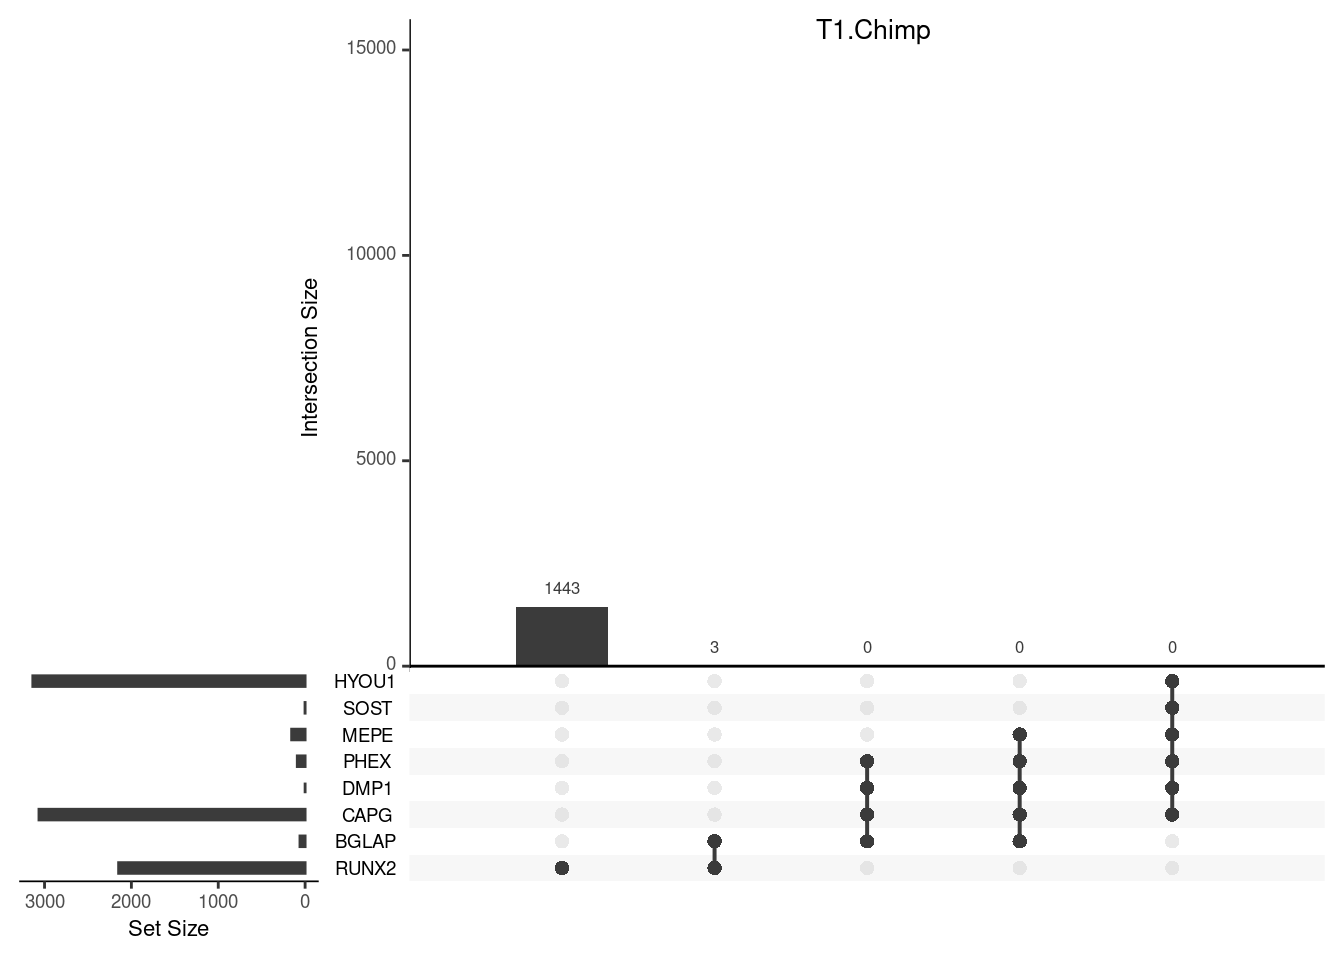 T1.Chimp
15000
10000
5000
0
Intersection Size
1443
3
0
0
0
HYOU1
SOST
MEPE
PHEX
DMP1
CAPG
BGLAP
RUNX2
3000
2000
1000
0
Set Size